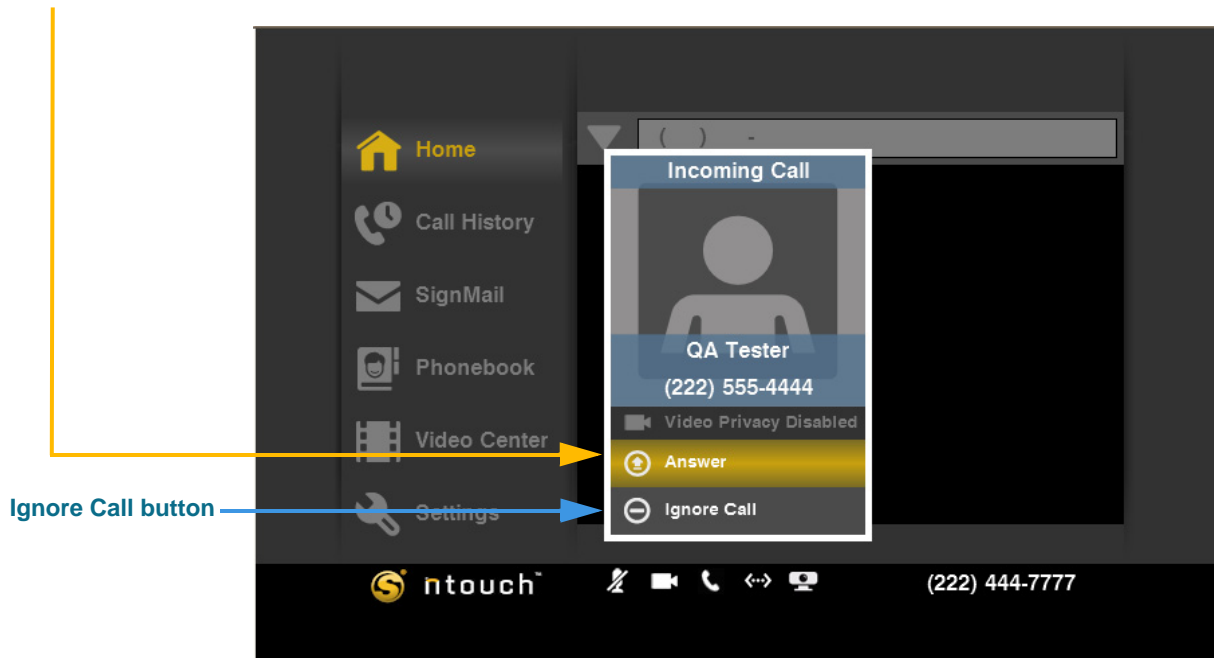 Home
( ) -
Incoming Call
Call History
SignMail
QA Tester
Phonebook
(222) 555-4444
Video Privacy Disabled
Video Center
Answer
Ignore Call button
Settings
Ignore Call
S ntouch™
(222) 444-7777